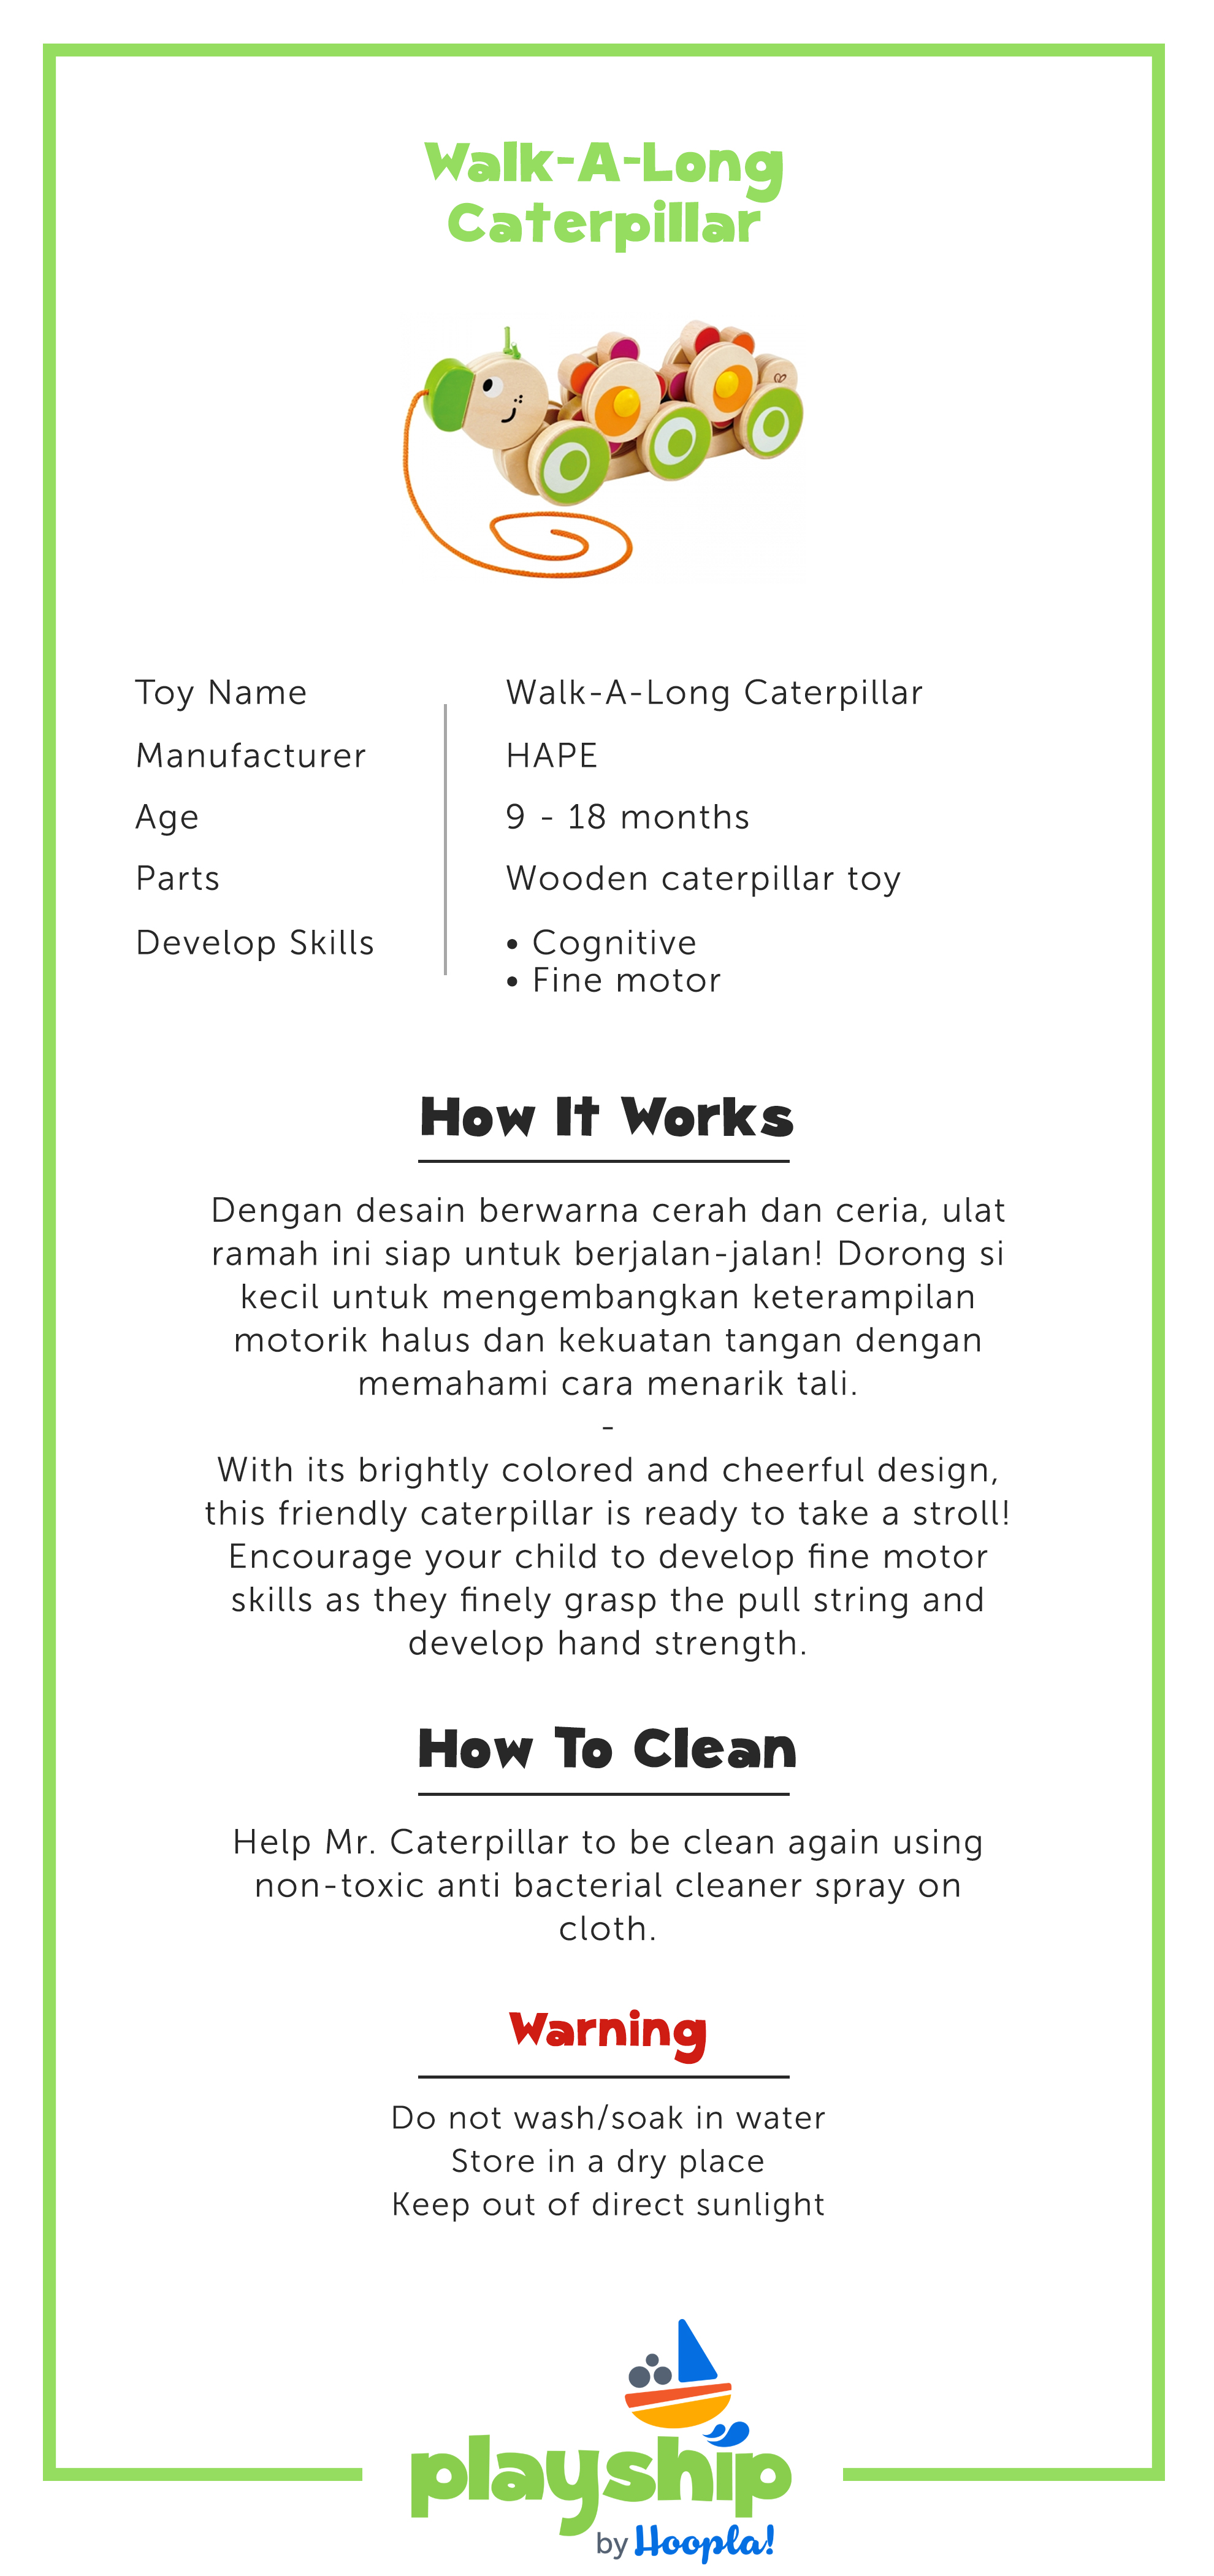 Walk-A-Long
Caterpillar
Toy Name
Walk-A-Long Caterpillar
Manufacturer
HAPE
Age
9 - 18 months
Parts
Wooden caterpillar toy
Develop Skills
• Cognitive
• Fine motor
How It Works
Dengan desain berwarna cerah dan ceria, ulat
ramah ini siap untuk berjalan-jalan! Dorong si
kecil untuk mengembangkan keterampilan
motorik halus dan kekuatan tangan dengan
memahami cara menarik tali.
-
With its brightly colored and cheerful design,
this friendly caterpillar is ready to take a stroll!
Encourage your child to develop fine motor
skills as they finely grasp the pull string and
develop hand strength.
How To Clean
Help Mr. Caterpillar to be clean again using
non-toxic anti bacterial cleaner spray on
cloth.
Warning
Do not wash/soak in water
Store in a dry place
Keep out of direct sunlight
playship
by Hoopla!